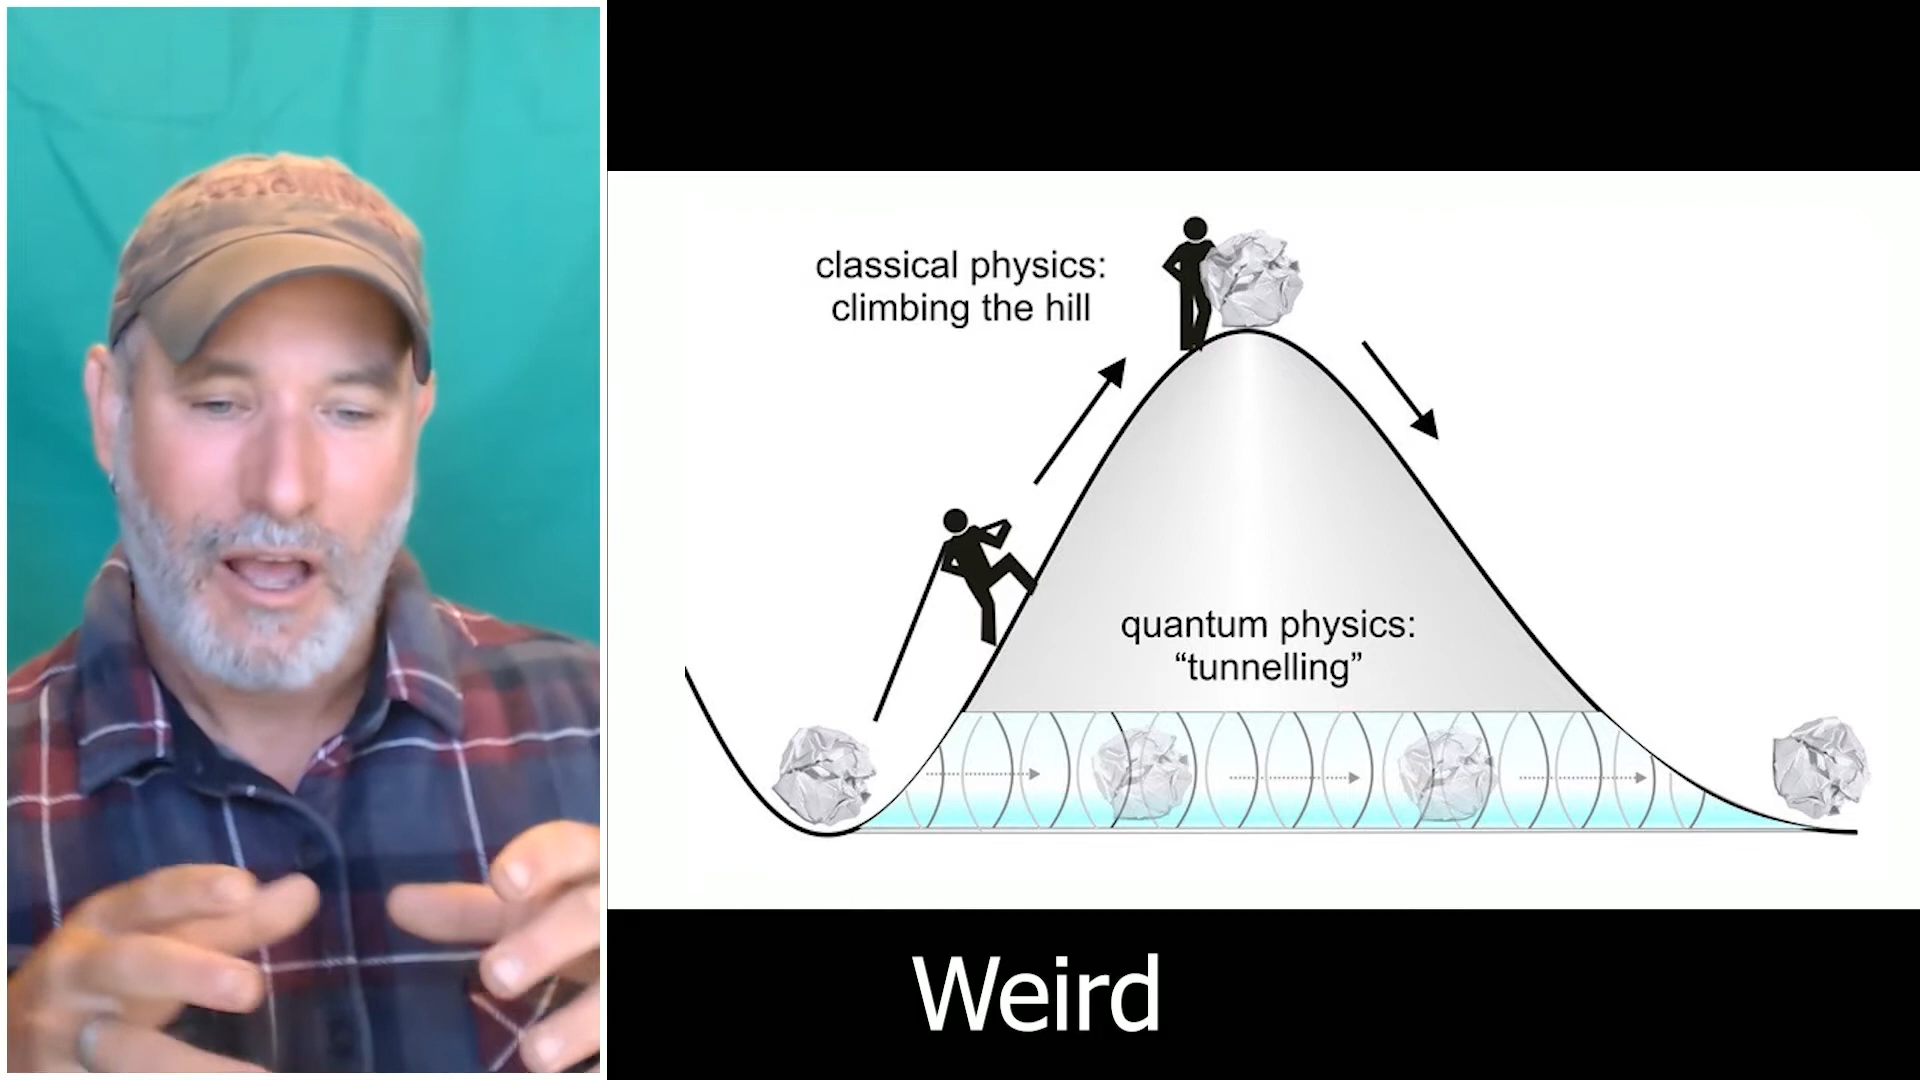 classical physics:
climbing the hill
quantum physics:
“tunnelling”
Weird